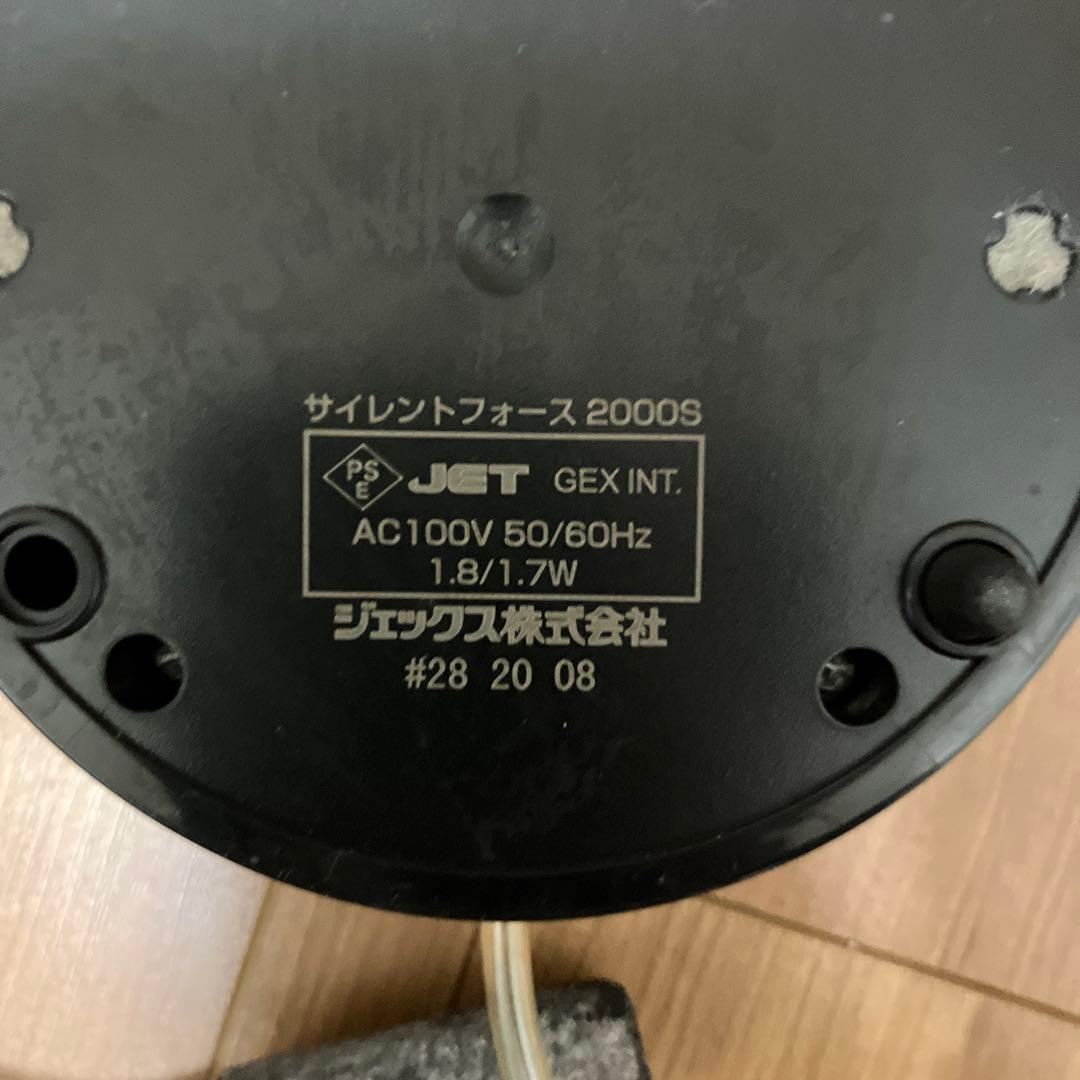 サイレントフォース 2000S
PS E JET GEX INT.
AC100V 50/60Hz
1.8/1.7W
ジェックス株式会社
#28 20 08